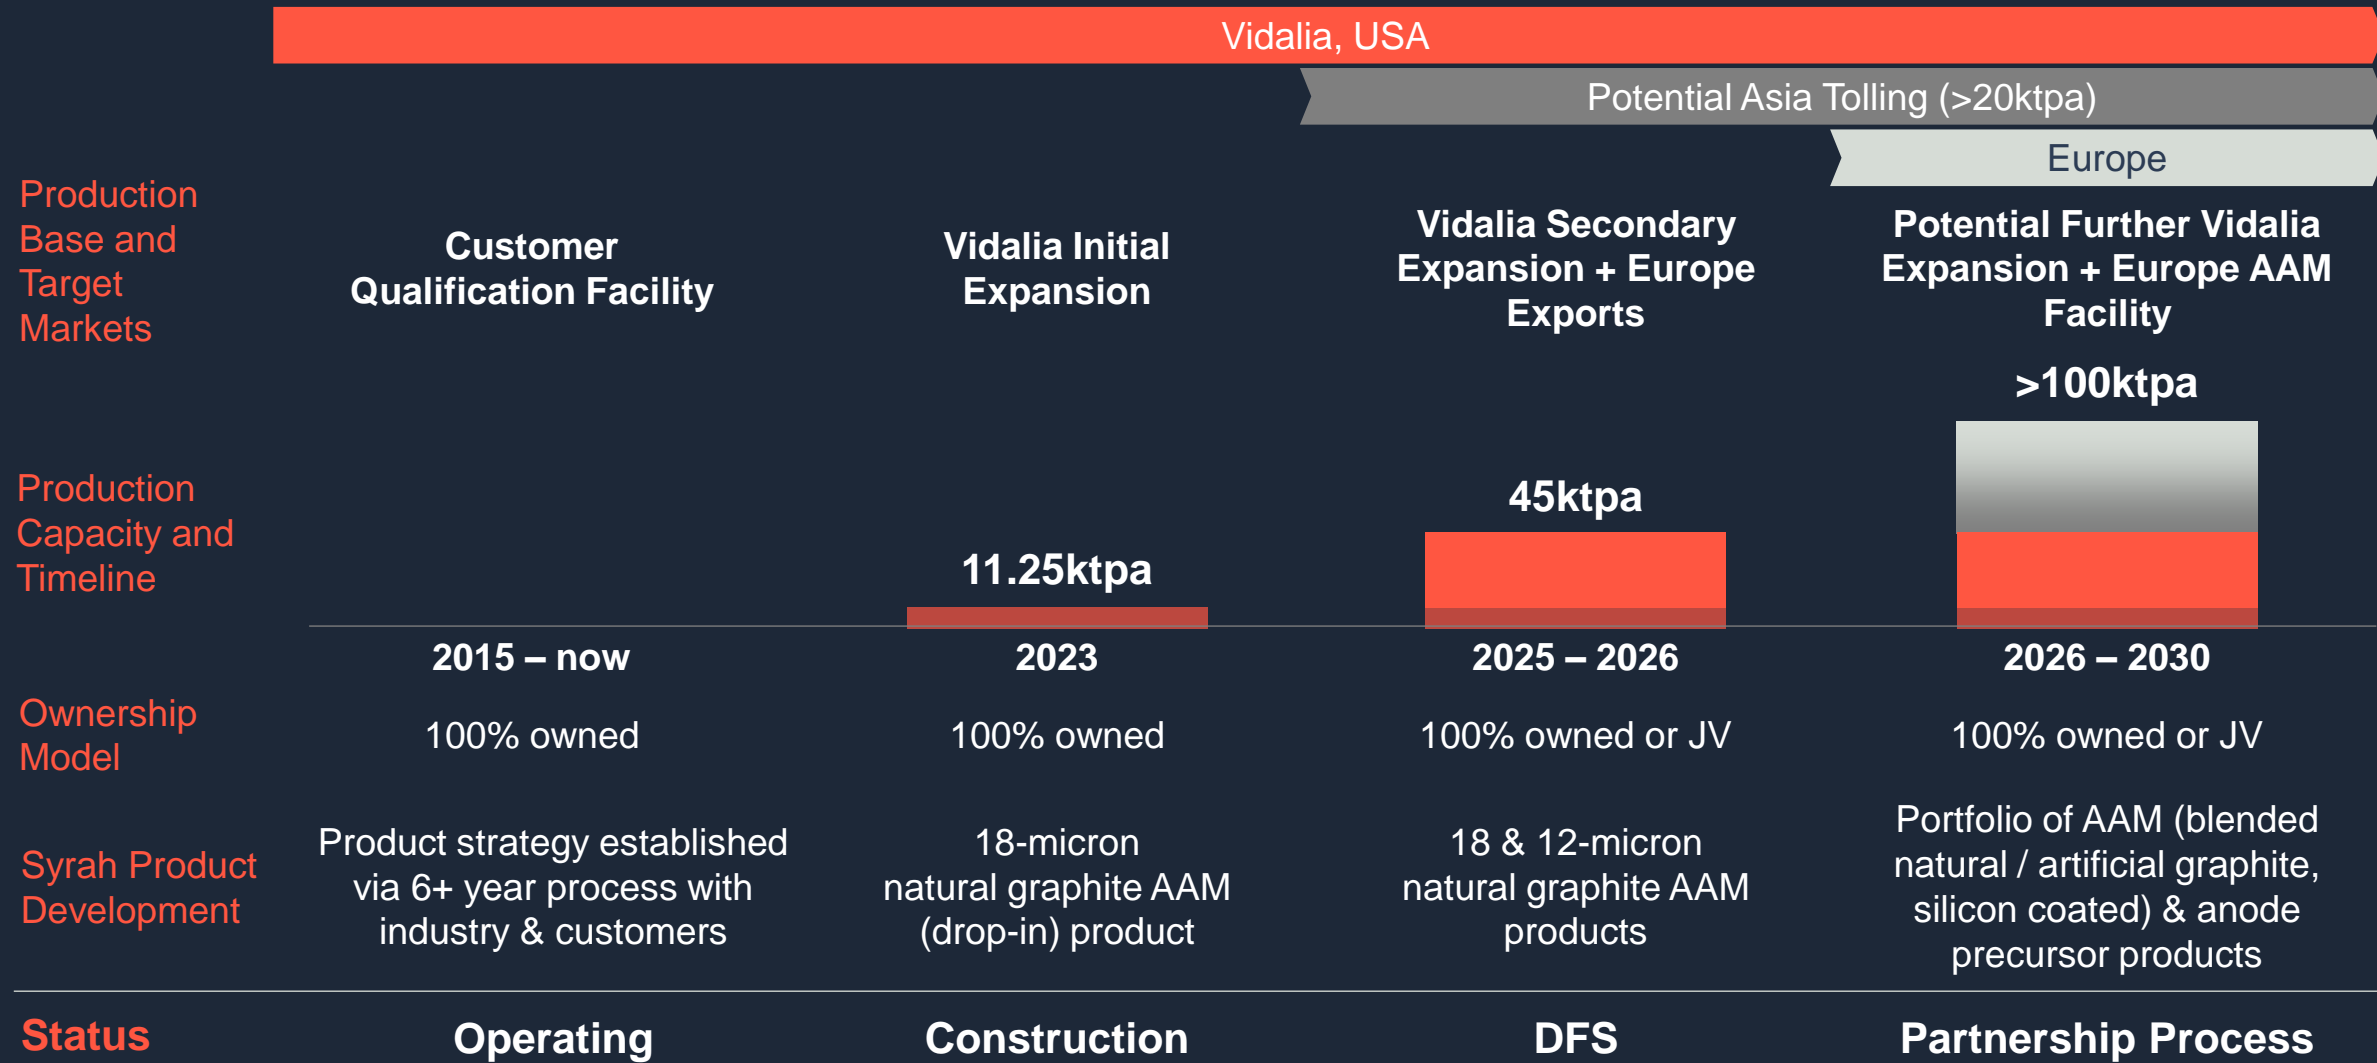 Vidalia, USA
Potential Asia Tolling (>20ktpa)
Europe
Production
Base and
Target
Markets
Customer
Qualification Facility
Vidalia Initial
Expansion
Vidalia Secondary
Expansion + Europe
Exports
Potential Further Vidalia
Expansion + Europe AAM
Facility
Production
Capacity and
Timeline
11.25ktpa
45ktpa
>100ktpa
2015 – now
2023
2025 – 2026
2026 – 2030
Ownership
Model
100% owned
100% owned
100% owned or JV
100% owned or JV
Syrah Product
Development
Product strategy established
via 6+ year process with
industry & customers
18-micron
natural graphite AAM
(drop-in) product
18 & 12-micron
natural graphite AAM
products
Portfolio of AAM (blended
natural / artificial graphite,
silicon coated) & anode
precursor products
Status
Operating
Construction
DFS
Partnership Process